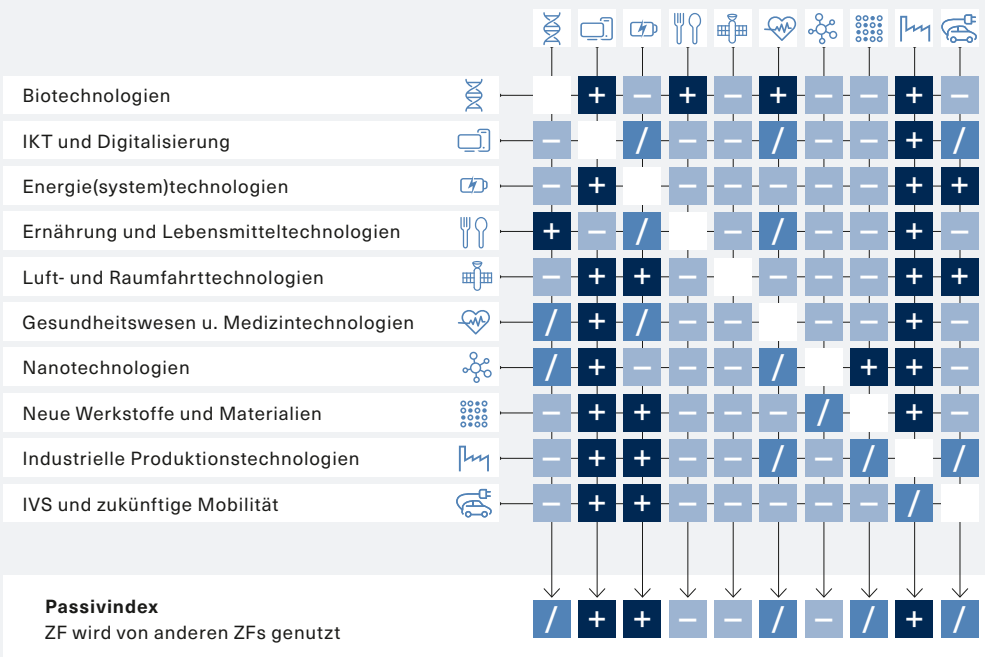 Biotechnologien + – + – + – – + –
IKT und Digitalisierung – / – – / – – + /
Energie(system)technologien – + – – – – – + +
Ernährung und Lebensmitteltechnologien + – / – / – – + –
Luft- und Raumfahrttechnologien – + + – – – – + +
Gesundheitswesen u. Medizintechnologien / + / – – – – + –
Nanotechnologien / + – – – / + + –
Neue Werkstoffe und Materialien – + + – – – / + –
Industrielle Produktionstechnologien – + + – – / – / /
IVS und zukünftige Mobilität – + + – – – – – /
Passivindex
ZF wird von anderen ZFs genutzt
/ + + – – / – / + /